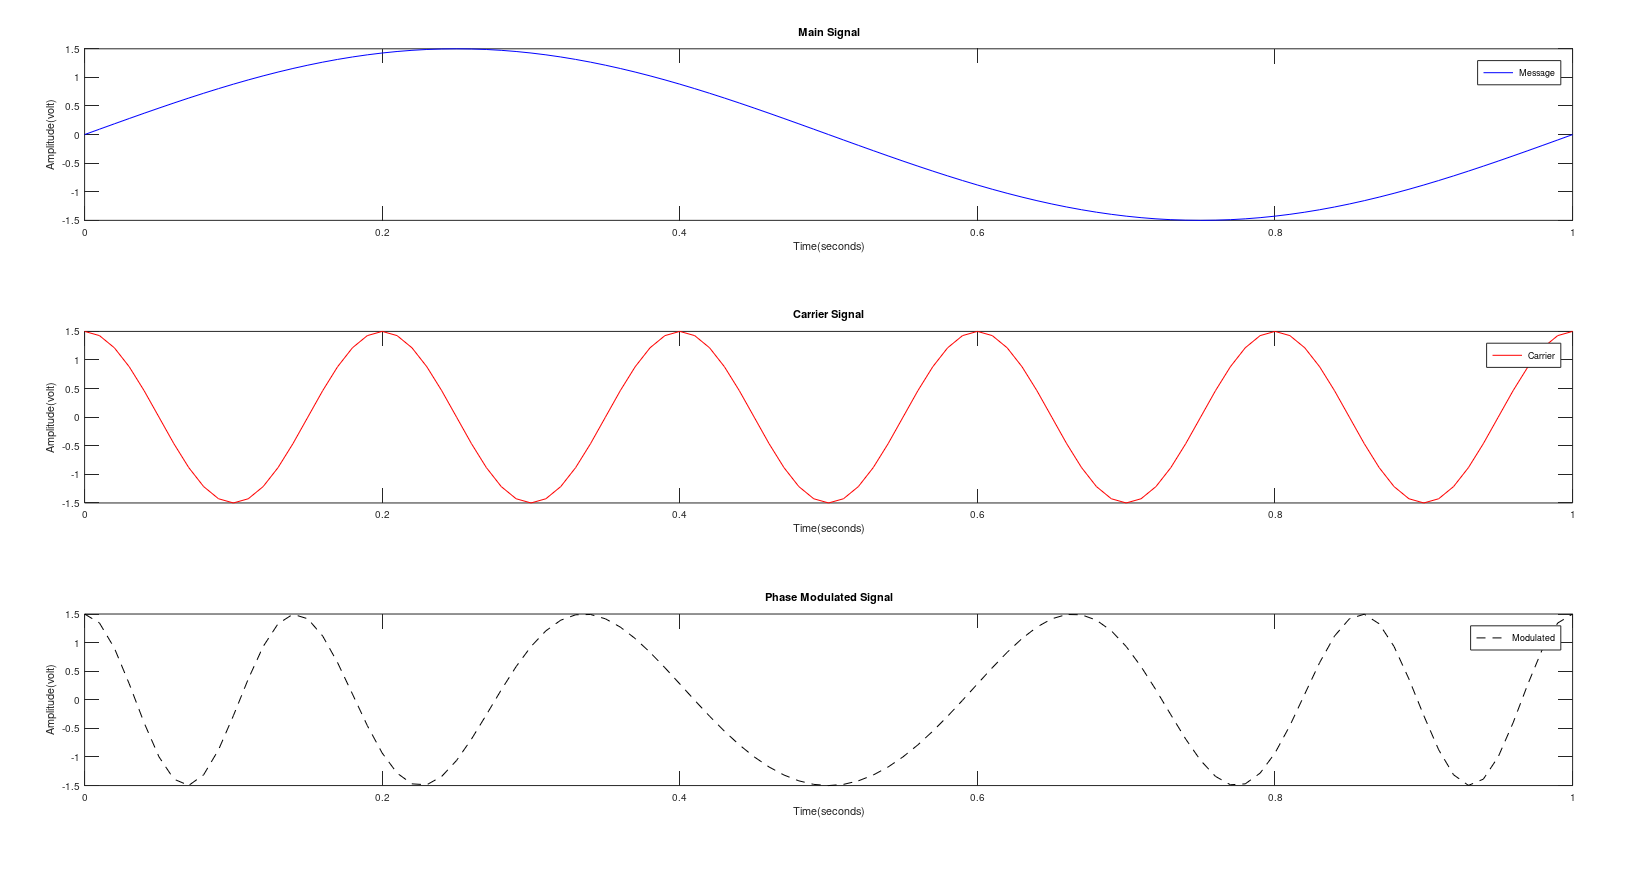 Main Signal
1.5
1
0.5
0
-0.5
-1
-1.5
Amplitude(volt)
Message
0 0.2 0.4 0.6 0.8 1
Time(seconds)
Carrier Signal
1.5
1
0.5
0
-0.5
-1
-1.5
Amplitude(volt)
Carrier
0 0.2 0.4 0.6 0.8 1
Time(seconds)
Phase Modulated Signal
1.5
1
0.5
0
-0.5
-1
-1.5
Amplitude(volt)
Modulated
0 0.2 0.4 0.6 0.8 1
Time(seconds)